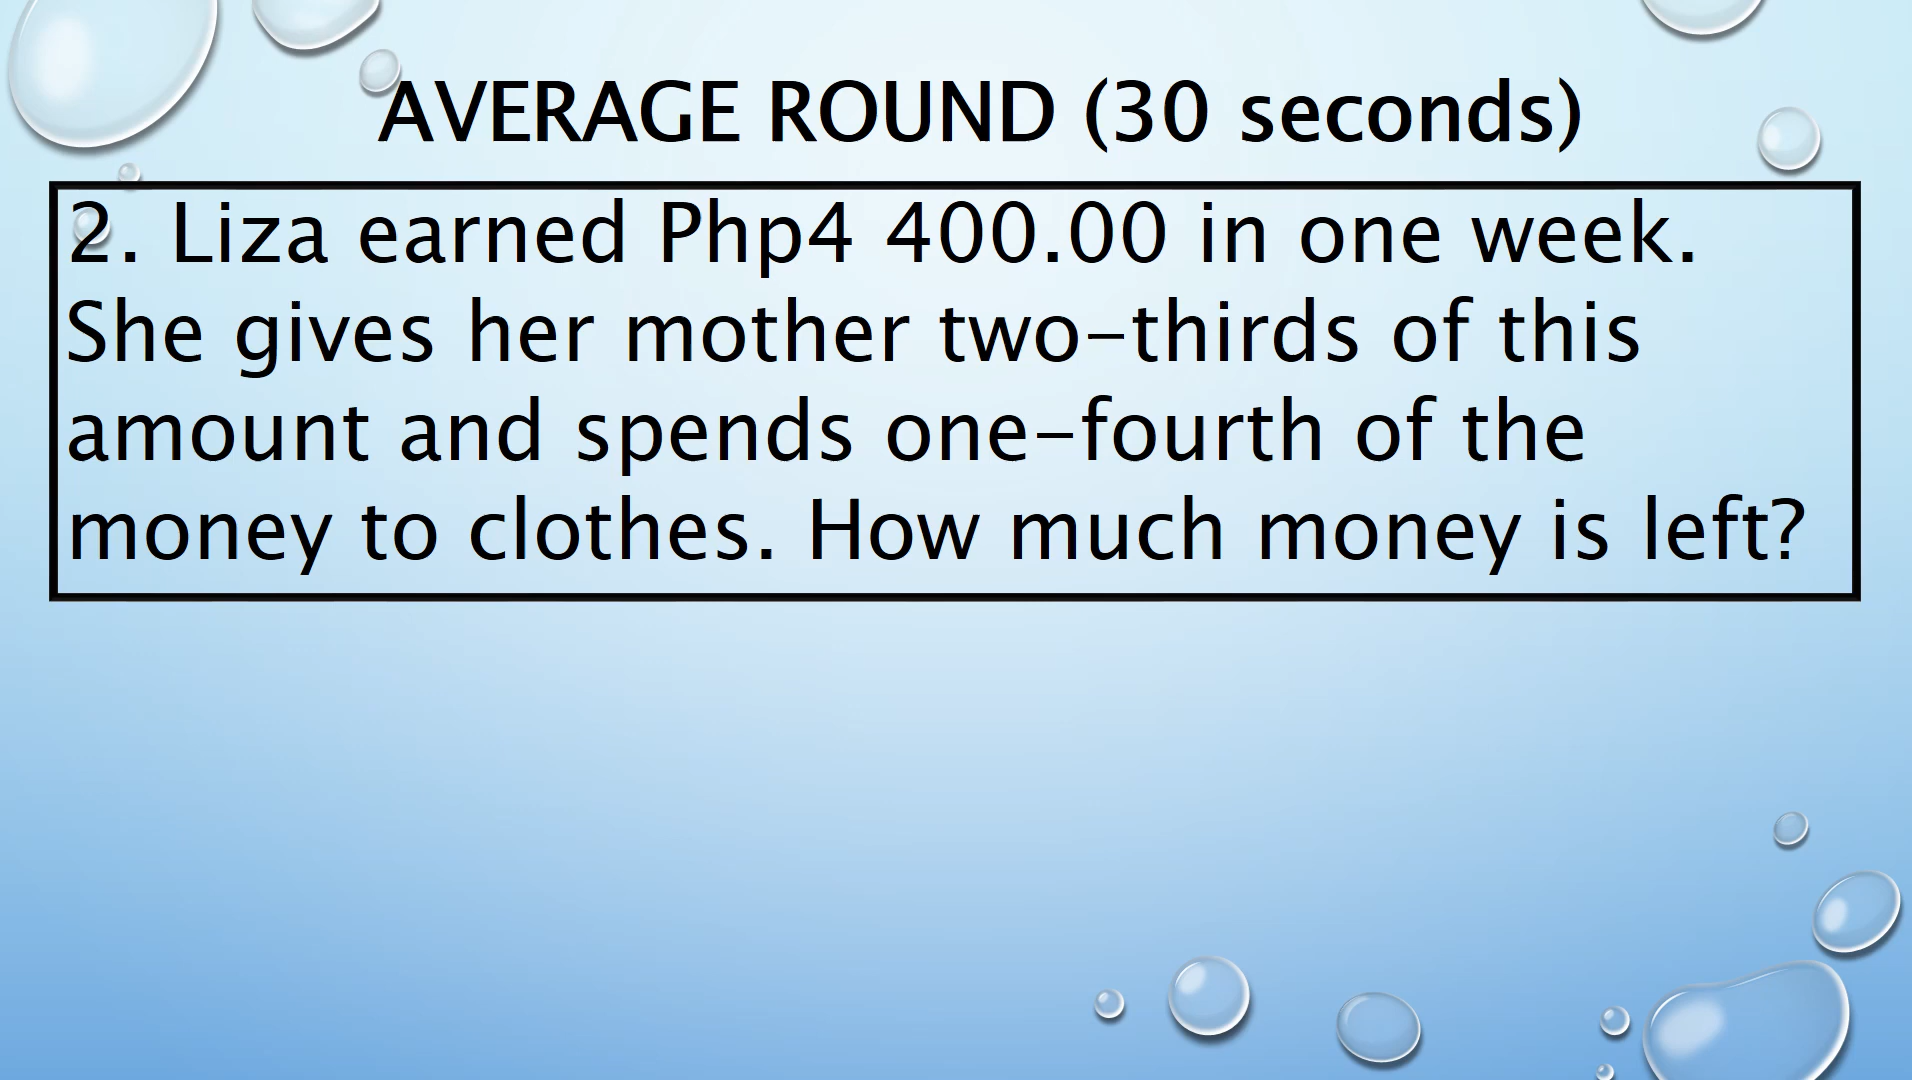 AVERAGE ROUND (30 seconds)
2. Liza earned Php4 400.00 in one week.
She gives her mother two-thirds of this
amount and spends one-fourth of the
money to clothes. How much money is left?